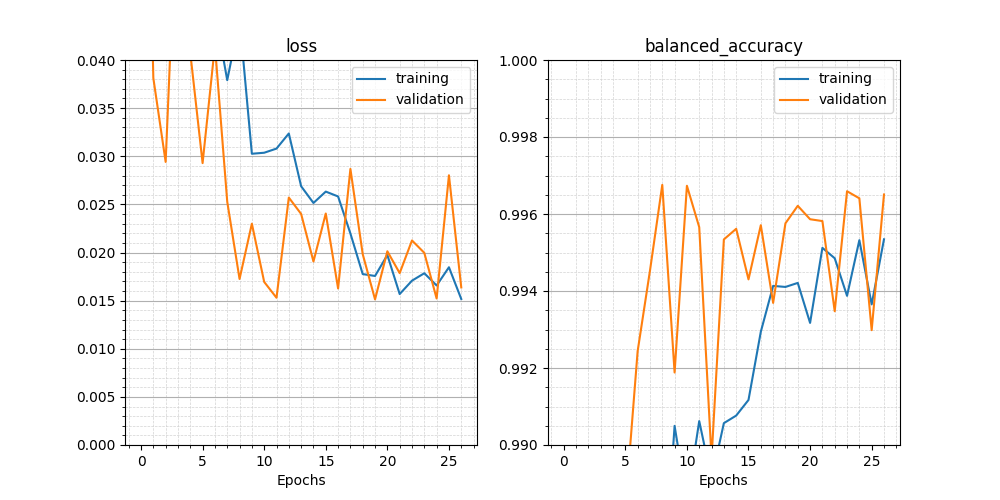 loss
0.040
0.035
0.030
0.025
0.020
0.015
0.010
0.005
0.000
0 5 10 15 20 25
Epochs
training
validation
balanced_accuracy
1.000
0.998
0.996
0.994
0.992
0.990
0 5 10 15 20 25
Epochs
training
validation